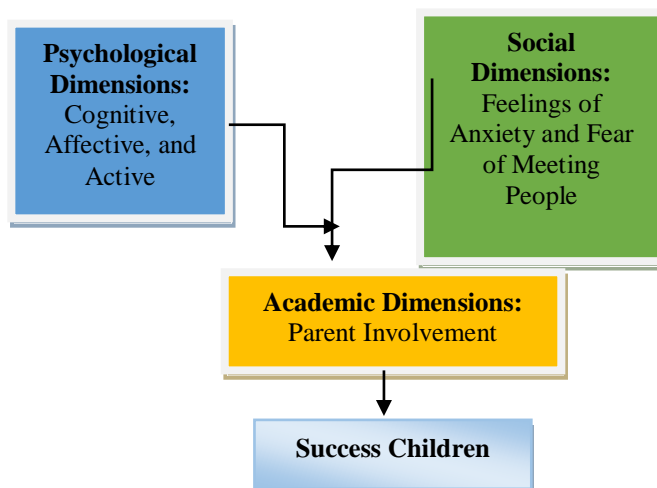 Psychological
Dimensions:
Cognitive,
Affective, and
Active
Social
Dimensions:
Feelings of
Anxiety and Fear
of Meeting
People
Academic Dimensions:
Parent Involvement
Success Children